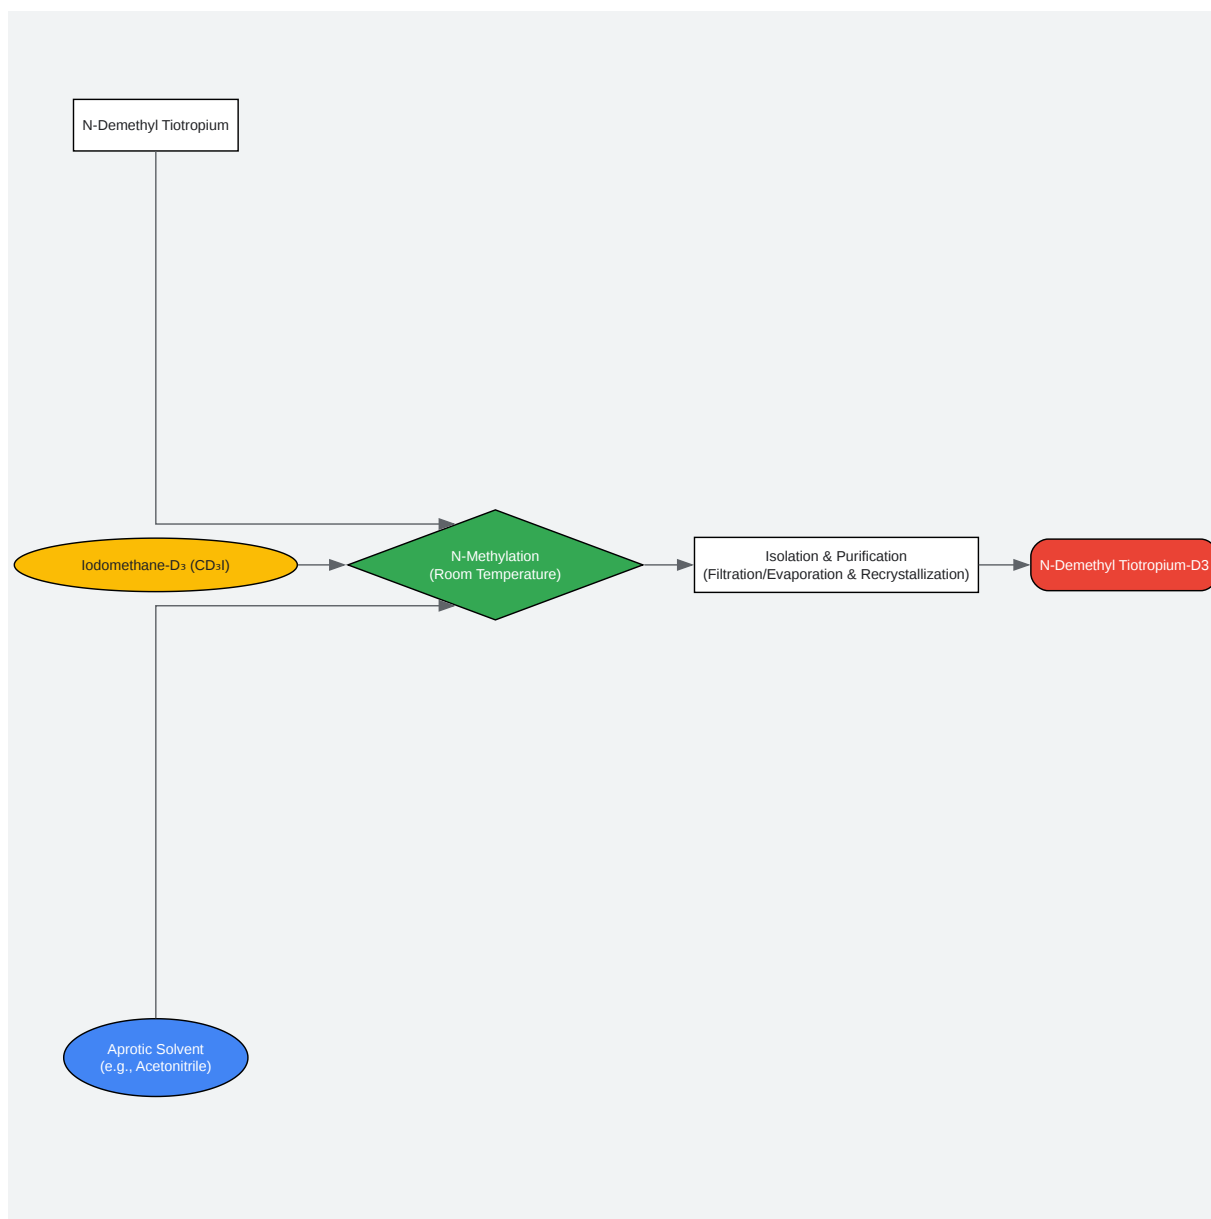 N-Demethyl Tiotropium
Iodomethane-D₃ (CD₃I)
N-Methylation
(Room Temperature)
Isolation & Purification
(Filtration/Evaporation & Recrystallization)
N-Demethyl Tiotropium-D3
Aprotic Solvent
(e.g., Acetonitrile)